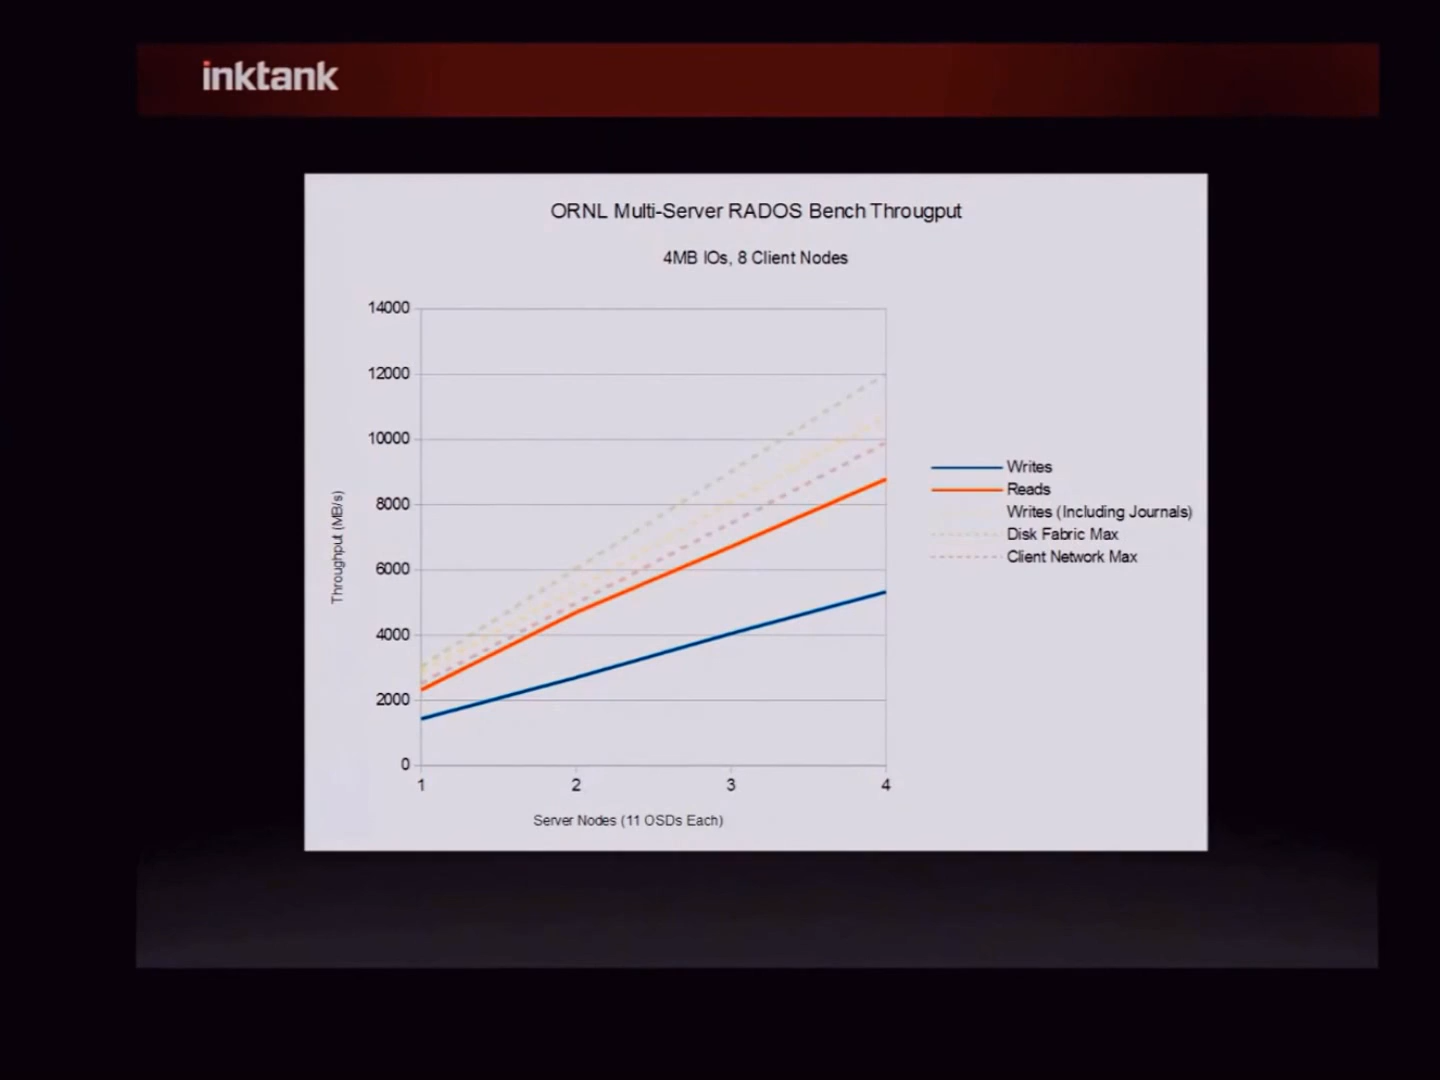 inktank
ORNL Multi-Server RADOS Bench Througput
4MB IOs, 8 Client Nodes
14000
12000
10000
8000
6000
4000
2000
0
Throughput (MB/s)
1 2 3 4
Server Nodes (11 OSDs Each)
Writes
Reads
Writes (Including Journals)
Disk Fabric Max
Client Network Max